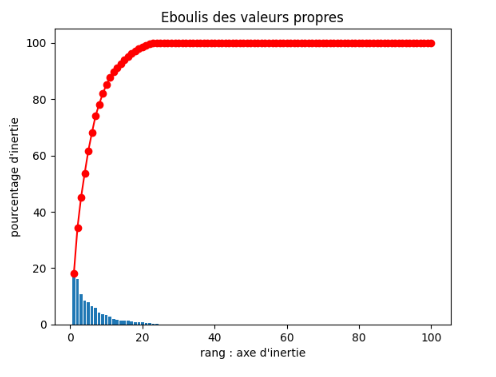 Eboulis des valeurs propres
100
80
60
40
20
0
pourcentage d'inertie
0 20 40 60 80 100
rang : axe d'inertie